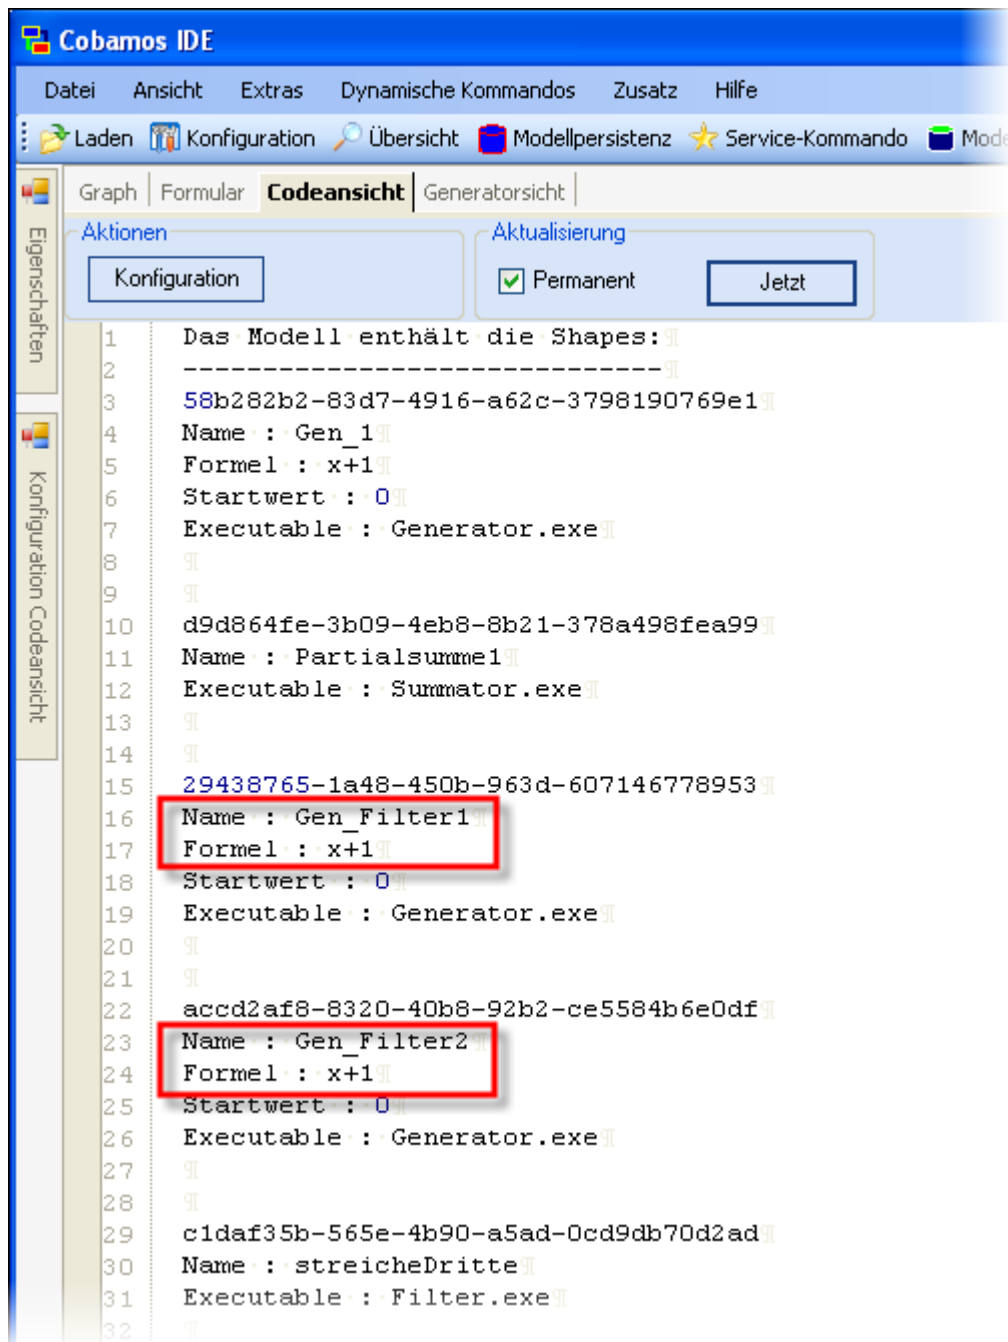 Cobamos IDE
Datei Ansicht Extras Dynamische Kommandos Zusatz Hilfe
Laden Konfiguration Übersicht Modellpersistenz Service-Kommando
Graph Formular Codeansicht Generatorsicht
Eigenschaften
Konfiguration Codeansicht
Aktionen
Konfiguration
Aktualisierung
Permanent Jetzt
1 Das Modell enthält die Shapes:¶
2 ------------------------------¶
3 58b282b2-83d7-4916-a62c-3798190769e1¶
4 Name : Gen_1¶
5 Formel : x+1¶
6 Startwert : 0¶
7 Executable : Generator.exe¶
8 ¶
9 ¶
10 d9d864fe-3b09-4eb8-8b21-378a498fea99¶
11 Name : Partialsumme1¶
12 Executable : Summator.exe¶
13 ¶
14 ¶
15 29438765-1a48-450b-963d-607146778953¶
16 Name : Gen_Filter1¶
17 Formel : x+1¶
18 Startwert : 0¶
19 Executable : Generator.exe¶
20 ¶
21 ¶
22 accd2af8-8320-40b8-92b2-ce5584b6e0df¶
23 Name : Gen_Filter2¶
24 Formel : x+1¶
25 Startwert : 0¶
26 Executable : Generator.exe¶
27 ¶
28 ¶
29 c1daf35b-565e-4b90-a5ad-0cd9db70d2ad¶
30 Name : streicheDritte¶
31 Executable : Filter.exe¶
32 ¶